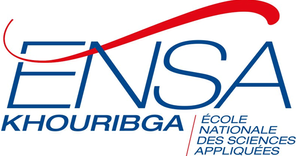 ENSA
KHOURIBGA
ÉCOLE
NATIONALE
DES SCIENCES
APPLIQUÉES